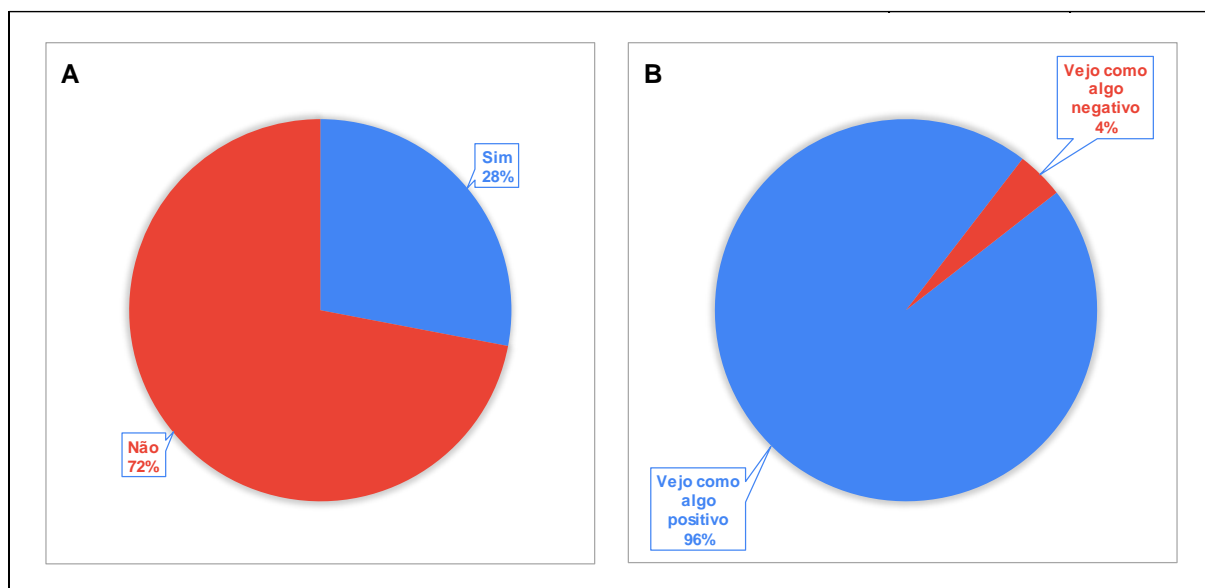 A
Sim
28%
Não
72%
B
Vejo como
algo
negativo
4%
Vejo como
algo
positivo
96%